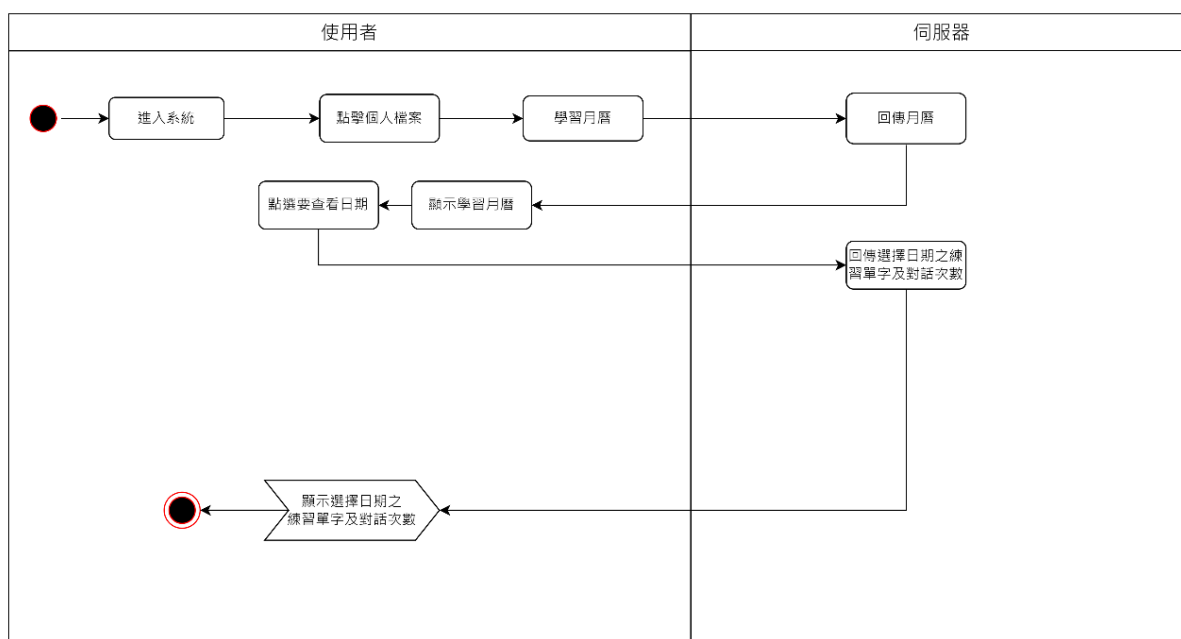 使用者
伺服器
進入系統
點擊個人檔案
學習月曆
回傳月曆
顯示學習月曆
點選要查看日期
回傳選擇日期之練
習單字及對話次數
顯示選擇日期之
練習單字及對話次數